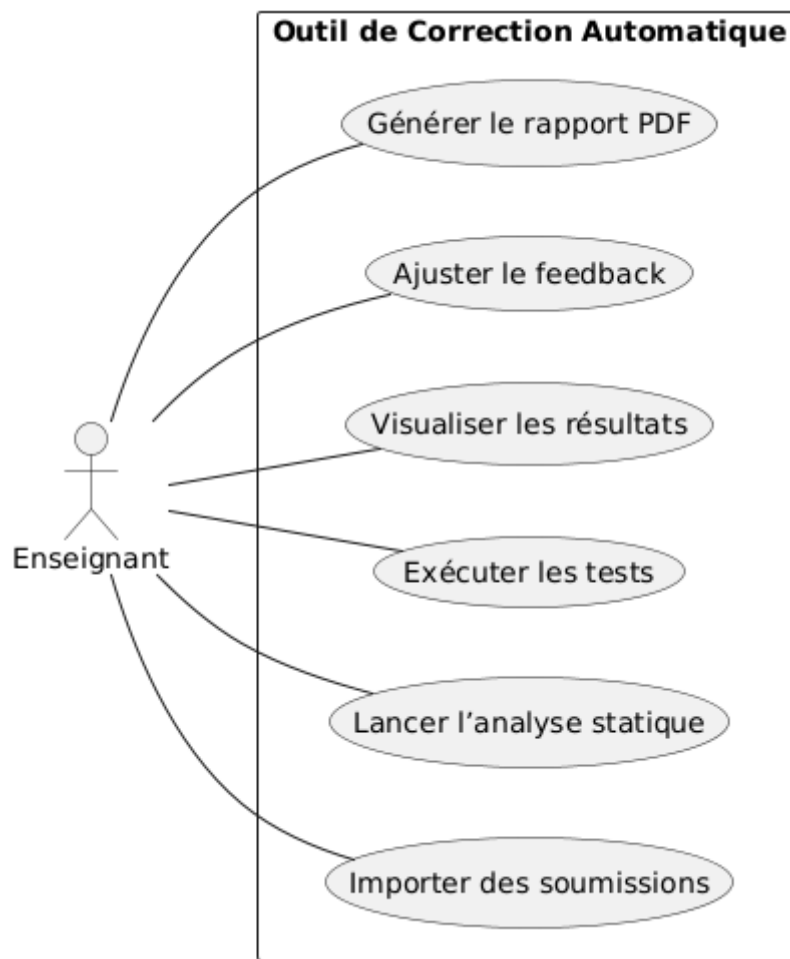 Outil de Correction Automatique
Générer le rapport PDF
Ajuster le feedback
Visualiser les résultats
Exécuter les tests
Enseignant
Lancer l’analyse statique
Importer des soumissions